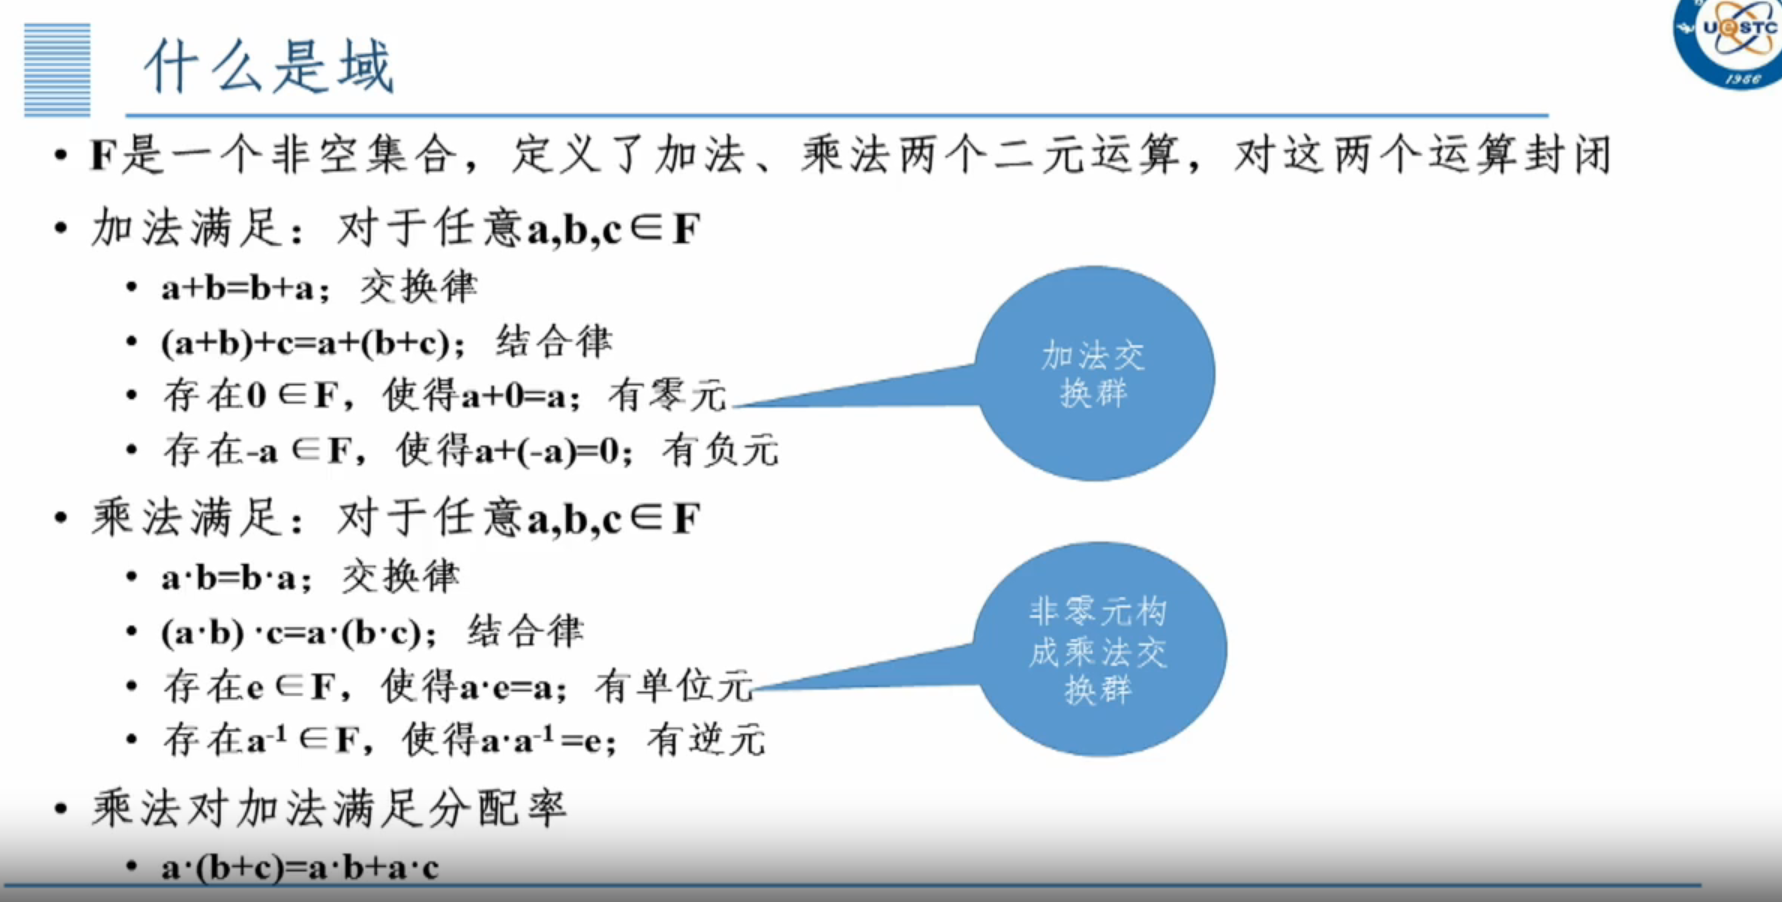 什么是域
UeSTC
1956
• F是一个非空集合，定义了加法、乘法两个二元运算，对这两个运算封闭
• 加法满足：对于任意a,b,c∈F
• a+b=b+a；交换律
• (a+b)+c=a+(b+c)；结合律
• 存在0∈F，使得a+0=a；有零元
• 存在-a∈F，使得a+(-a)=0；有负元
加法交
换群
• 乘法满足：对于任意a,b,c∈F
• a·b=b·a；交换律
• (a·b)·c=a·(b·c)；结合律
• 存在e∈F，使得a·e=a；有单位元
• 存在a⁻¹∈F，使得a·a⁻¹=e；有逆元
非零元构
成乘法交
换群
• 乘法对加法满足分配率
• a·(b+c)=a·b+a·c